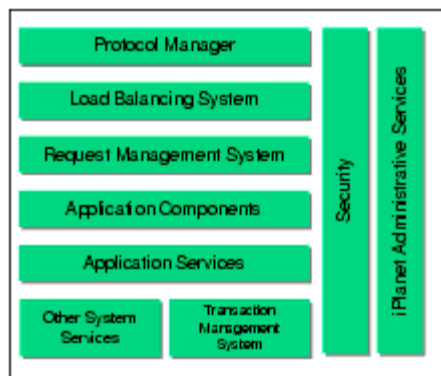 Protocol Manager
Load Balancing System
Request Management System
Application Components
Application Services
Other System
Services
Transaction
Management
System
Security
iPlanet Administrative Services